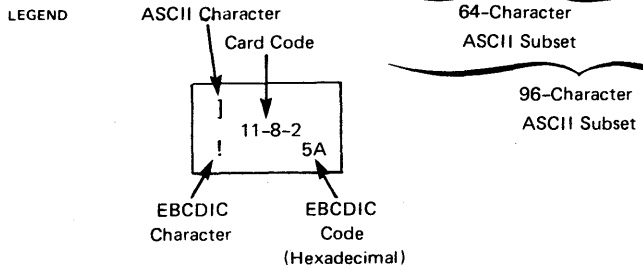 LEGEND
ASCII Character
Card Code
]
11-8-2
!
5A
EBCDIC
Character
EBCDIC
Code
(Hexadecimal)
64-Character
ASCII Subset
96-Character
ASCII Subset